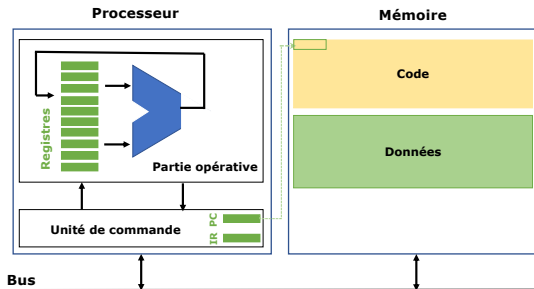 Processeur
Mémoire
Registres
Partie opérative
Unité de commande
PC
IR
Code
Données
Bus